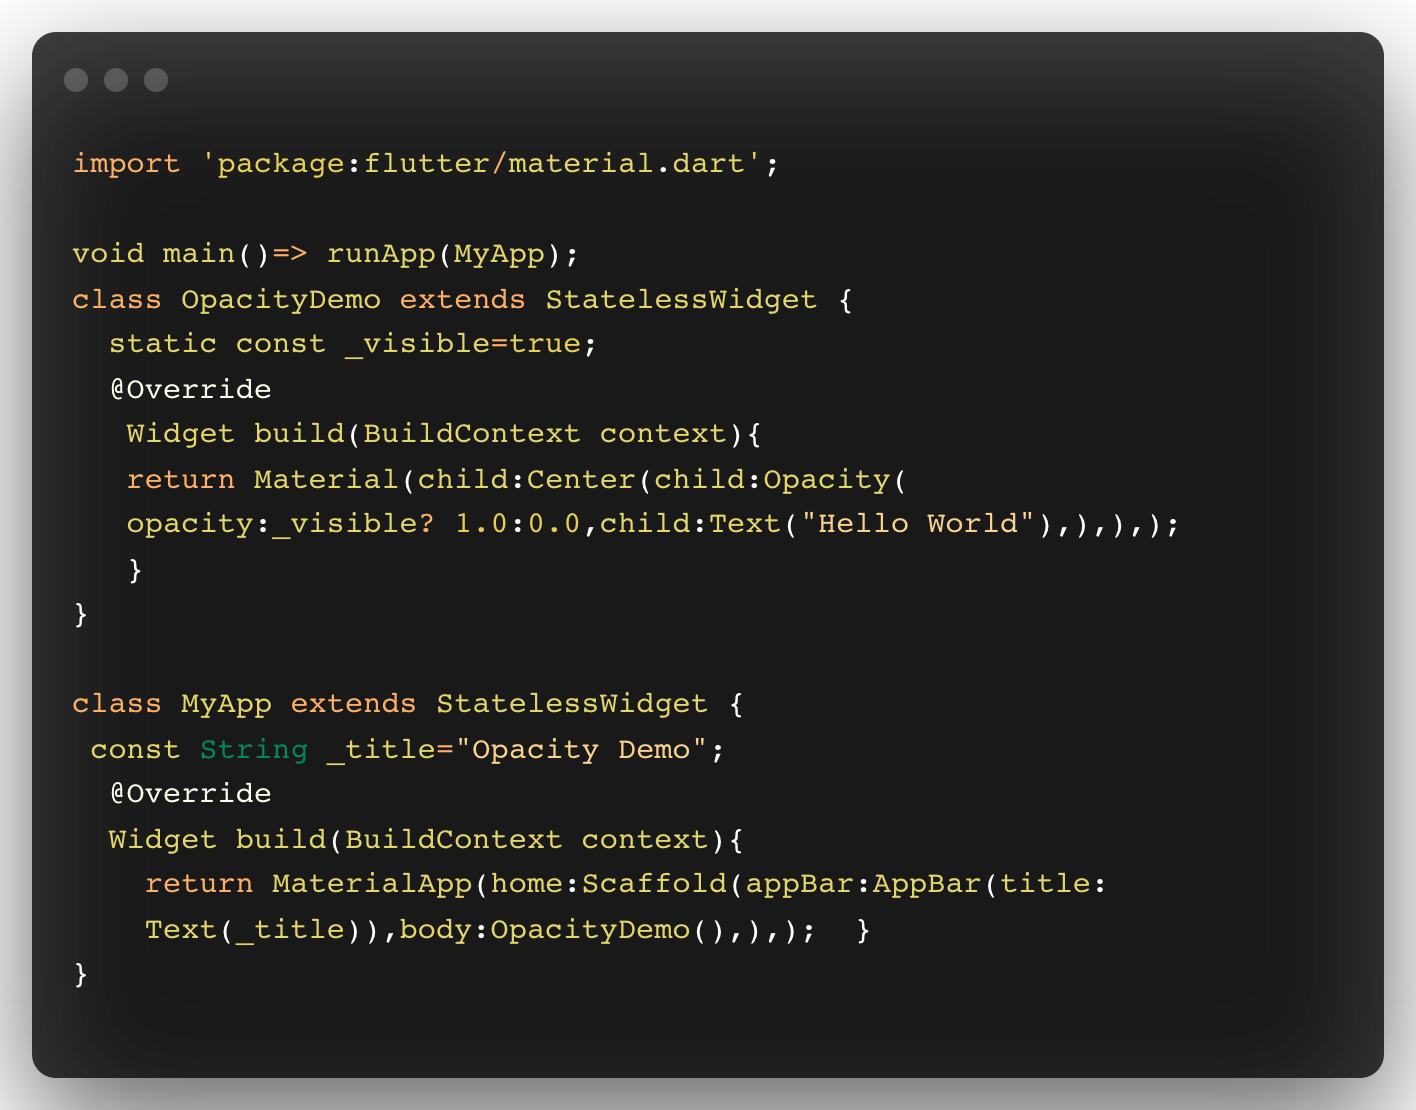 import 'package:flutter/material.dart';
void main()=> runApp(MyApp);
class OpacityDemo extends StatelessWidget {
static const _visible=true;
@Override
Widget build(BuildContext context){
return Material(child:Center(child:Opacity(
opacity:_visible? 1.0:0.0,child:Text("Hello World"),),),);
}
}
class MyApp extends StatelessWidget {
const String _title="Opacity Demo";
@Override
Widget build(BuildContext context){
return MaterialApp(home:Scaffold(appBar:AppBar(title:
Text(_title)),body:OpacityDemo(),),);  }
}